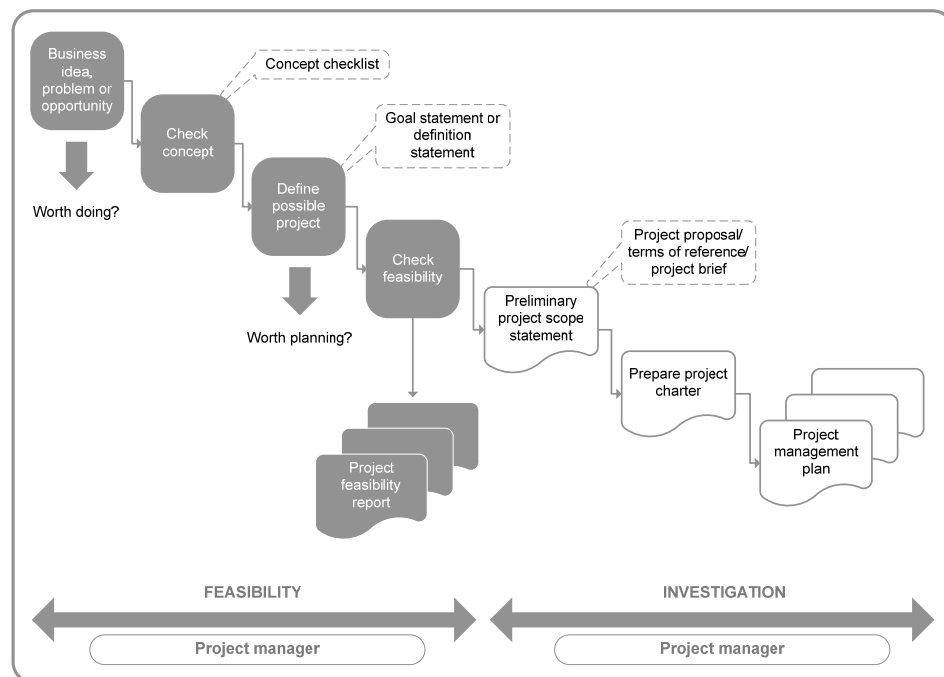 Business
idea,
problem or
opportunity
Concept checklist
Check
concept
Goal statement or
definition
statement
Worth doing?
Define
possible
project
Check
feasibility
Project proposal/
terms of reference/
project brief
Worth planning?
Preliminary
project scope
statement
Prepare project
charter
Project
management
plan
Project
feasibility
report
FEASIBILITY
INVESTIGATION
Project manager
Project manager